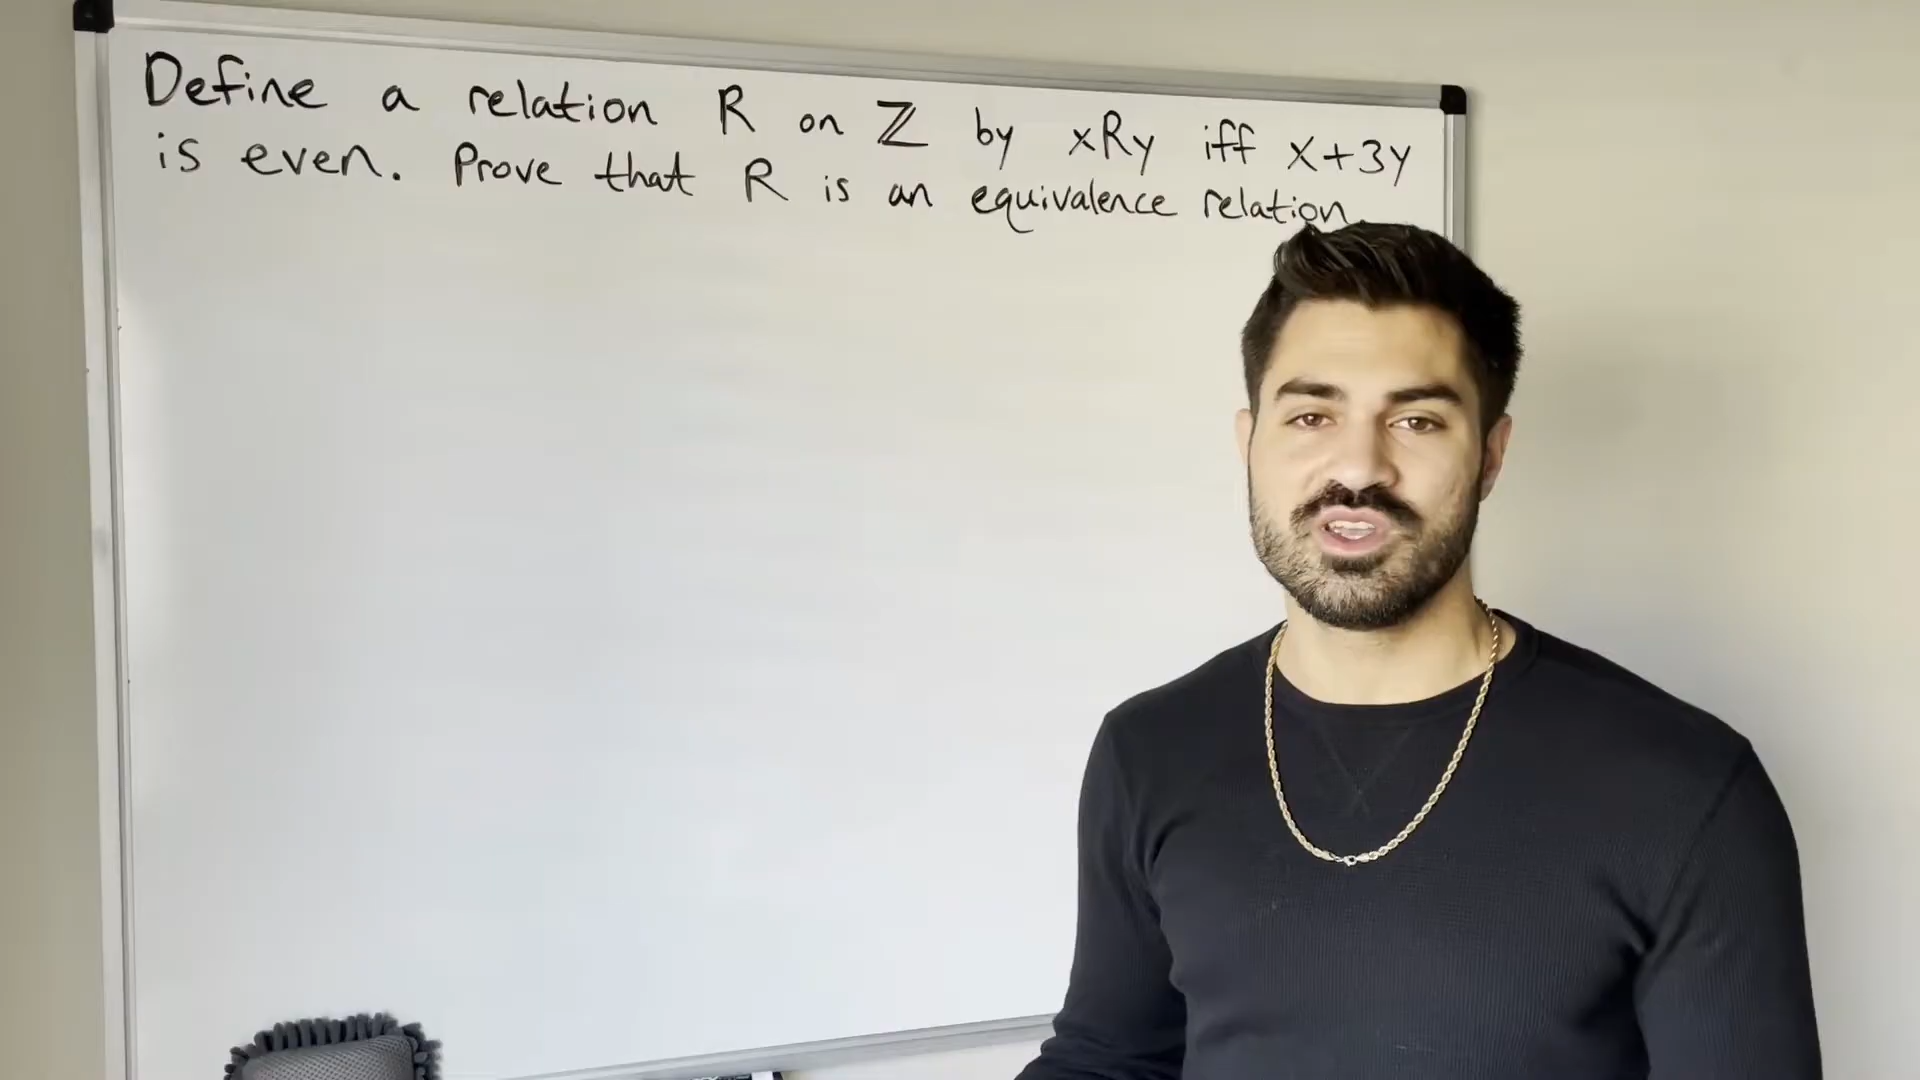 Define a relation R on ℤ by xRy iff x+3y
is even. Prove that R is an equivalence relation.